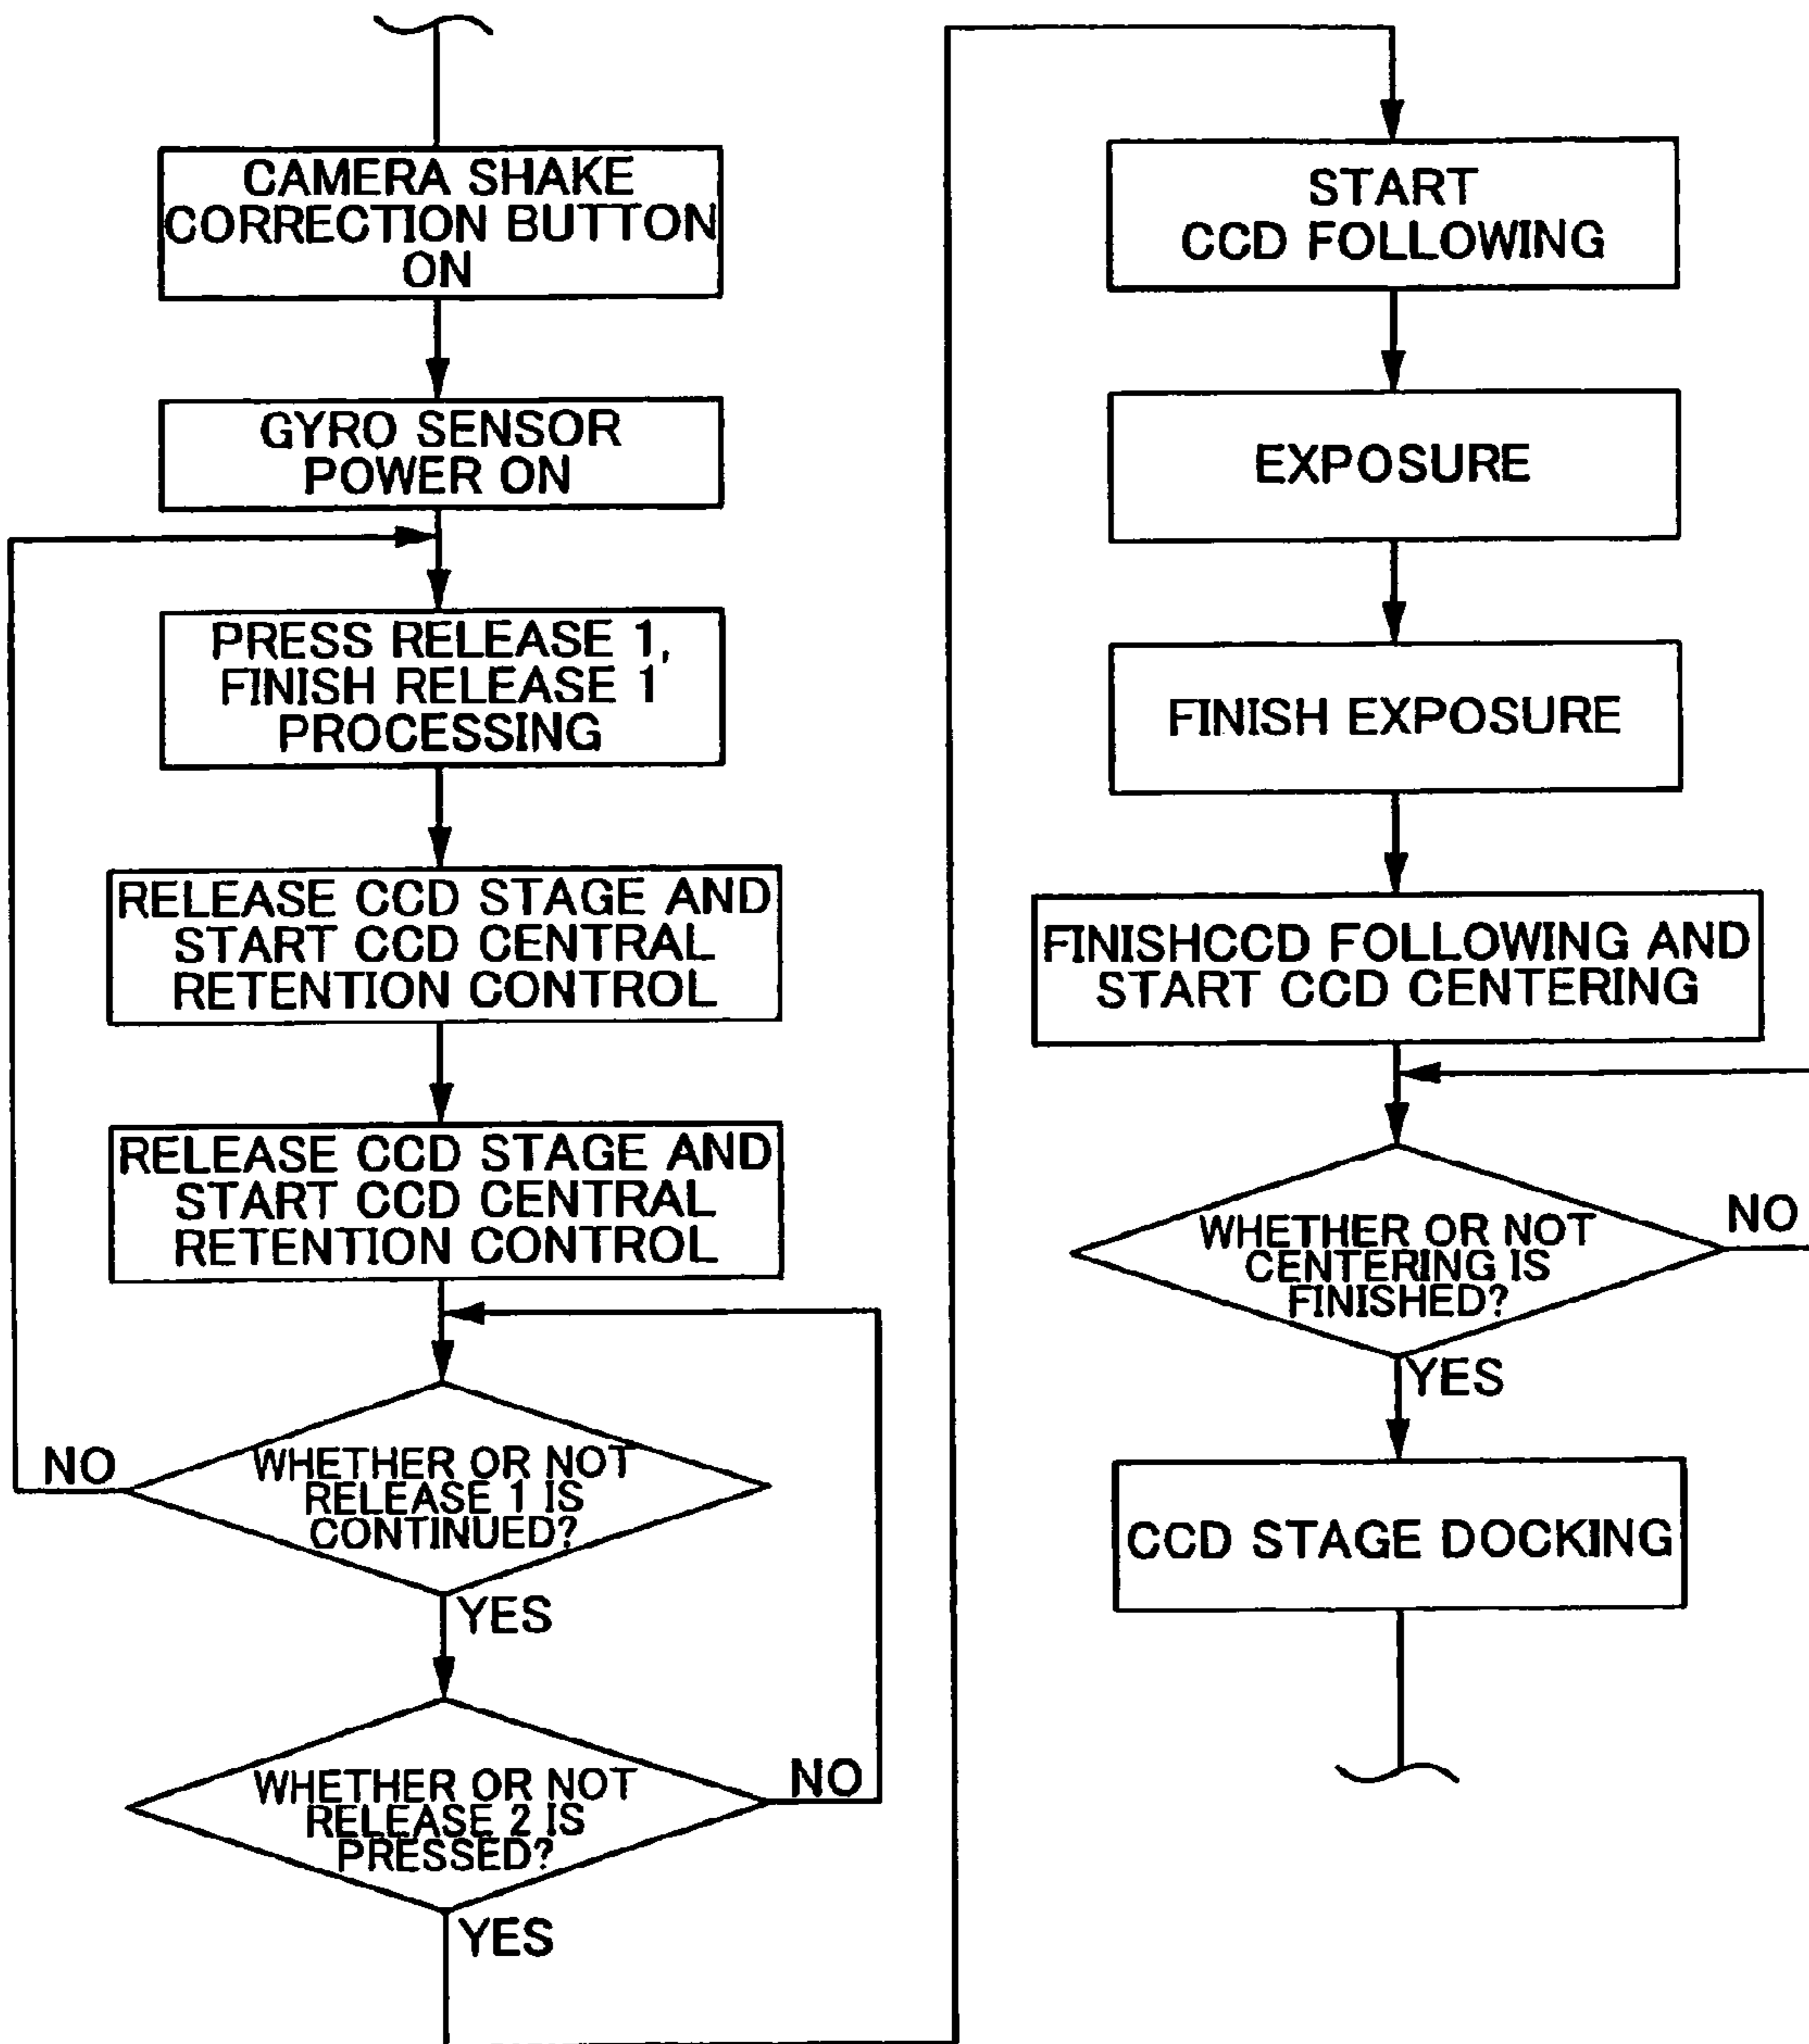 CAMERA SHAKE
CORRECTION BUTTON
ON
GYRO SENSOR
POWER ON
PRESS RELEASE 1,
FINISH RELEASE 1
PROCESSING
RELEASE CCD STAGE AND
START CCD CENTRAL
RETENTION CONTROL
RELEASE CCD STAGE AND
START CCD CENTRAL
RETENTION CONTROL
NO
WHETHER OR NOT
RELEASE 1 IS
CONTINUED?
YES
WHETHER OR NOT
RELEASE 2 IS
PRESSED?
NO
YES
START
CCD FOLLOWING
EXPOSURE
FINISH EXPOSURE
FINISHCCD FOLLOWING AND
START CCD CENTERING
WHETHER OR NOT
CENTERING IS
FINISHED?
NO
YES
CCD STAGE DOCKING